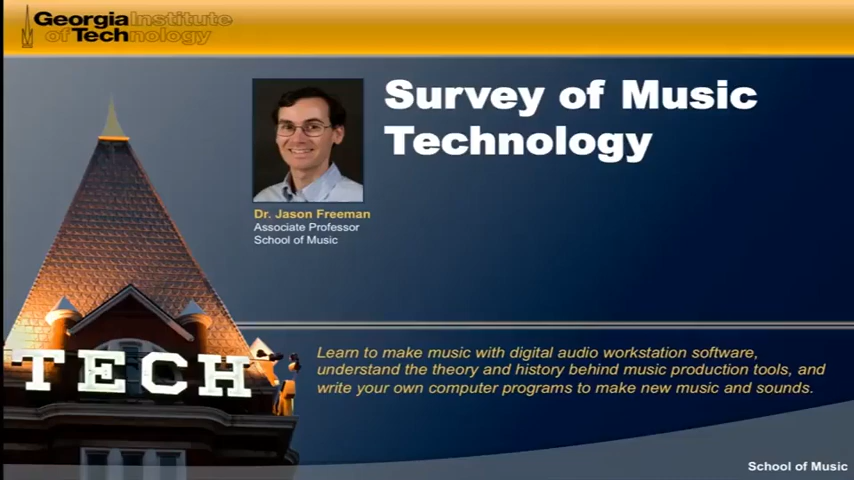 Georgia Institute
of Technology
Survey of Music
Technology
Dr. Jason Freeman
Associate Professor
School of Music
TECH
Learn to make music with digital audio workstation software,
understand the theory and history behind music production tools, and
write your own computer programs to make new music and sounds.
School of Music